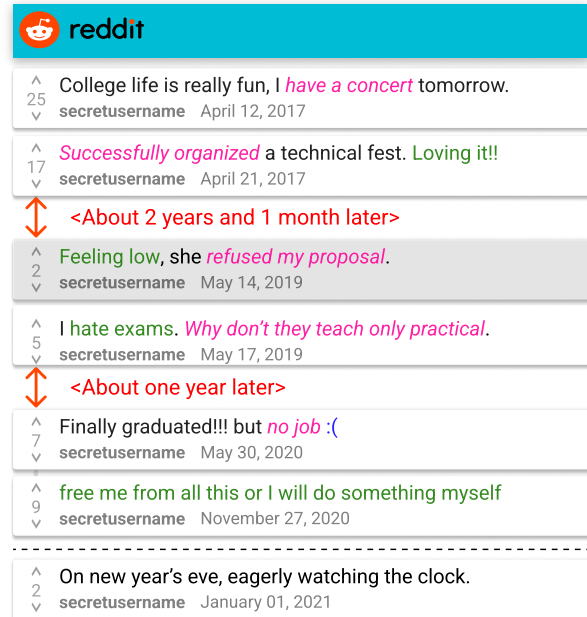 reddit
College life is really fun, I have a concert tomorrow.
25
secretusername April 12, 2017
Successfully organized a technical fest. Loving it!!
17
secretusername April 21, 2017
<About 2 years and 1 month later>
Feeling low, she refused my proposal.
2
secretusername May 14, 2019
I hate exams. Why don't they teach only practical.
5
secretusername May 17, 2019
<About one year later>
Finally graduated!!! but no job :(
7
secretusername May 30, 2020
free me from all this or I will do something myself
9
secretusername November 27, 2020
On new year's eve, eagerly watching the clock.
2
secretusername January 01, 2021